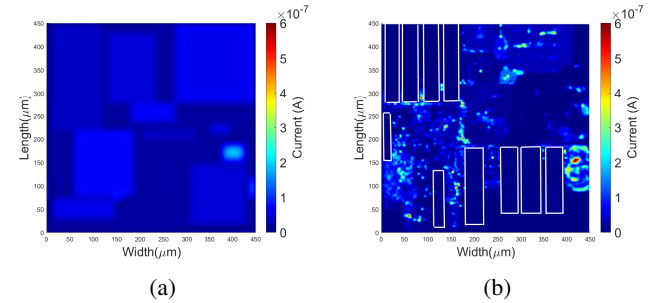 ×10⁻⁷ ×10⁻⁷
450 6 450 6
400 400
350 5 350 5
300 4 300 4
250 250
200 3 200 3
150 2 150 2
100 1 100 1
50 50
0 0 0 0
0 50 100 150 200 250 300 350 400 450 0 50 100 150 200 250 300 350 400 450
Length(μm) Current (A) Length(μm) Current (A)
Width(μm) Width(μm)
(a) (b)